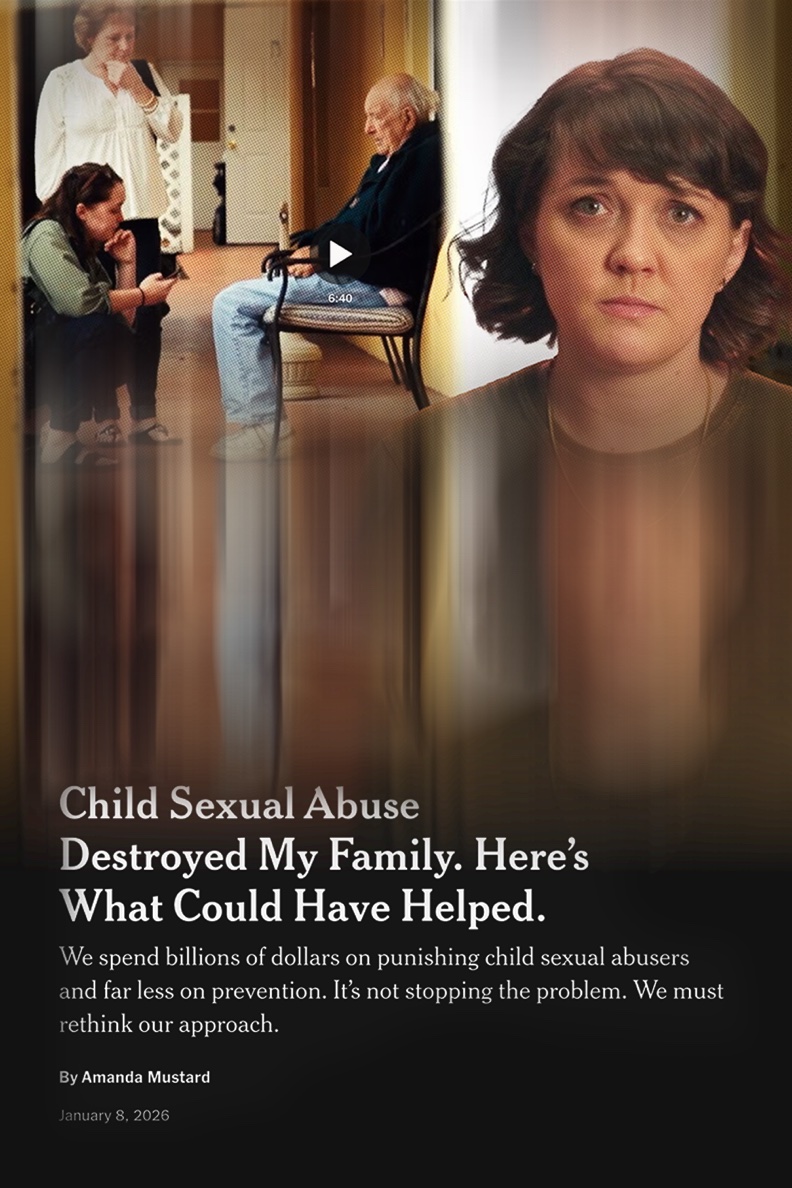 6:40
Child Sexual Abuse
Destroyed My Family. Here’s
What Could Have Helped.
We spend billions of dollars on punishing child sexual abusers
and far less on prevention. It’s not stopping the problem. We must
rethink our approach.
By Amanda Mustard
January 8, 2026